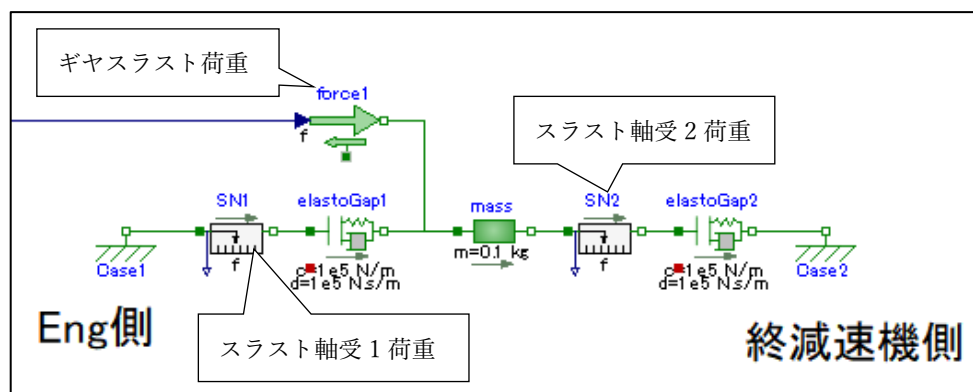 ギヤスラスト荷重
force1
f
スラスト軸受2荷重
SN1
elastoGap1
mass
SN2
elastoGap2
Case1
f
c=1e5 N/m
d=1e5 N.s/m
m=0.1 kg
f
c=1e5 N/m
d=1e5 N.s/m
Case2
Eng側
スラスト軸受1荷重
終減速機側